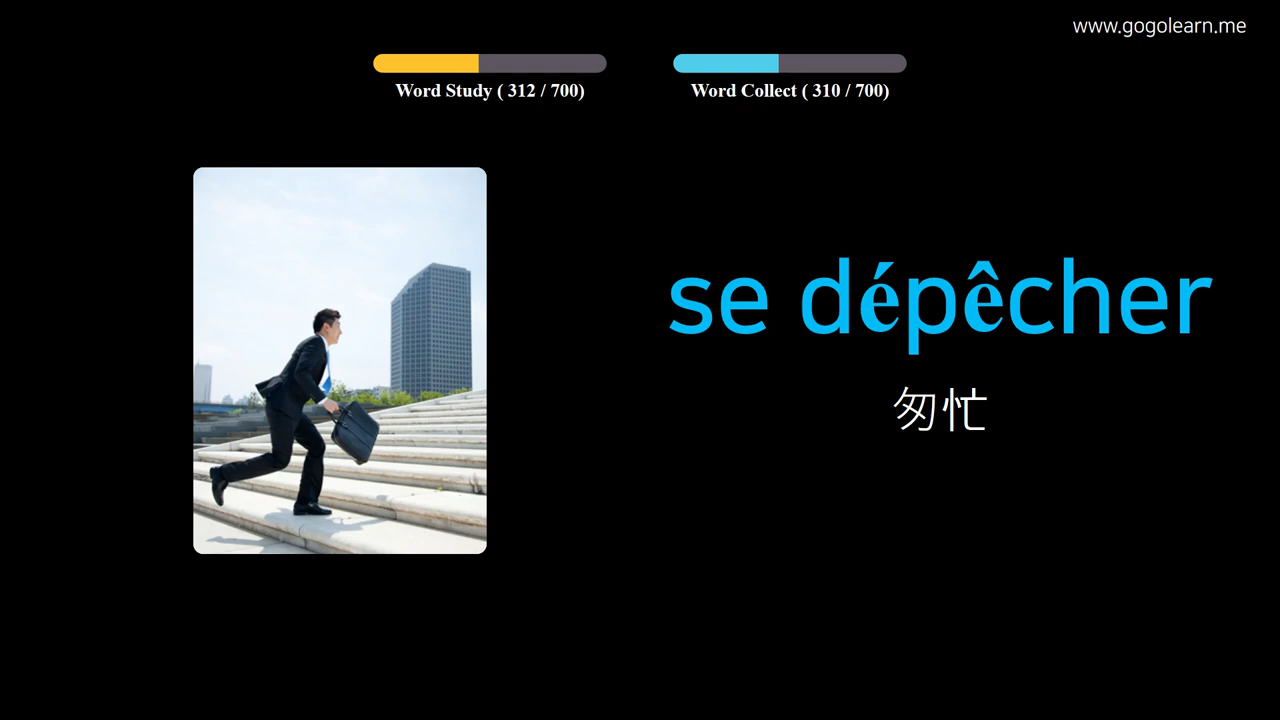 www.gogolearn.me
Word Study ( 312 / 700)
Word Collect ( 310 / 700)
se dépêcher
匆忙